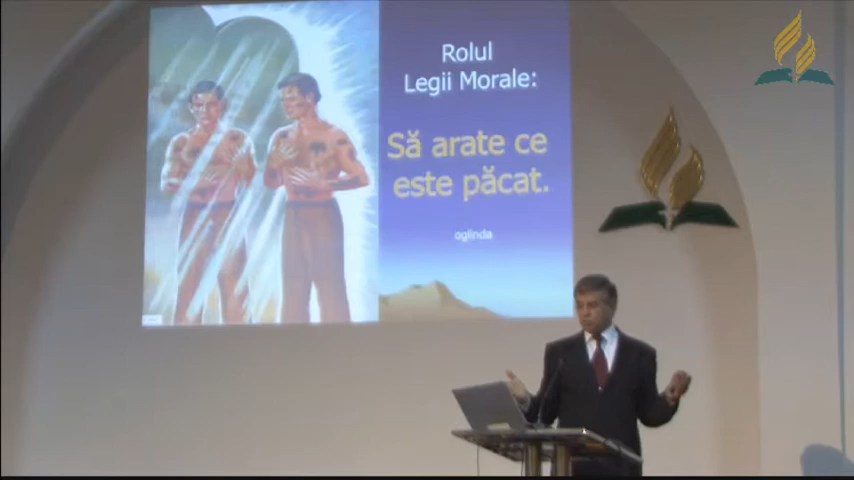 Rolul
Legii Morale:
Să arate ce
este păcat.
oglinda